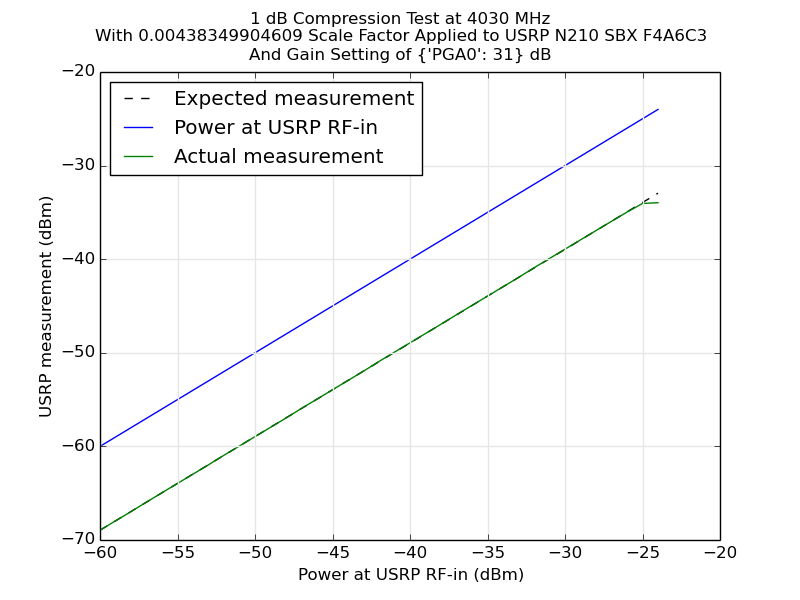 1 dB Compression Test at 4030 MHz
With 0.00438349904609 Scale Factor Applied to USRP N210 SBX F4A6C3
And Gain Setting of {'PGA0': 31} dB
Expected measurement
Power at USRP RF-in
Actual measurement
USRP measurement (dBm)
−20
−30
−40
−50
−60
−70
−60 −55 −50 −45 −40 −35 −30 −25 −20
Power at USRP RF-in (dBm)